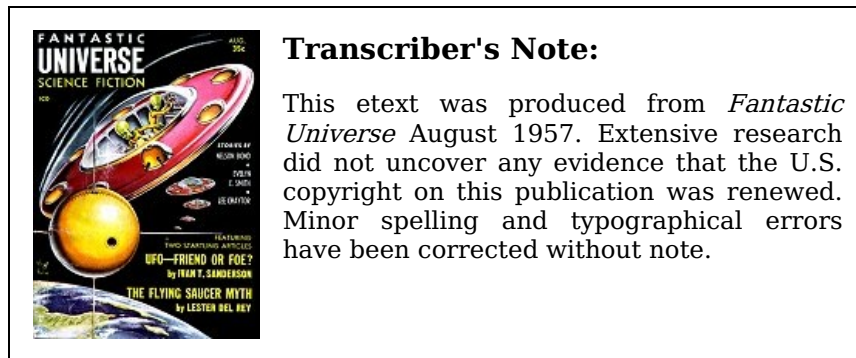 FANTASTIC
UNIVERSE
SCIENCE FICTION
AUG.
35c
STORIES BY
NELSON BOND
EVELYN
E. SMITH
LEE CHAYTOR
FEATURING
TWO STARTLING ARTICLES
UFO—FRIEND OR FOE?
by IVAN T. SANDERSON
THE FLYING SAUCER MYTH
by LESTER DEL REY
Transcriber's Note:
This etext was produced from Fantastic
Universe August 1957. Extensive research
did not uncover any evidence that the U.S.
copyright on this publication was renewed.
Minor spelling and typographical errors
have been corrected without note.